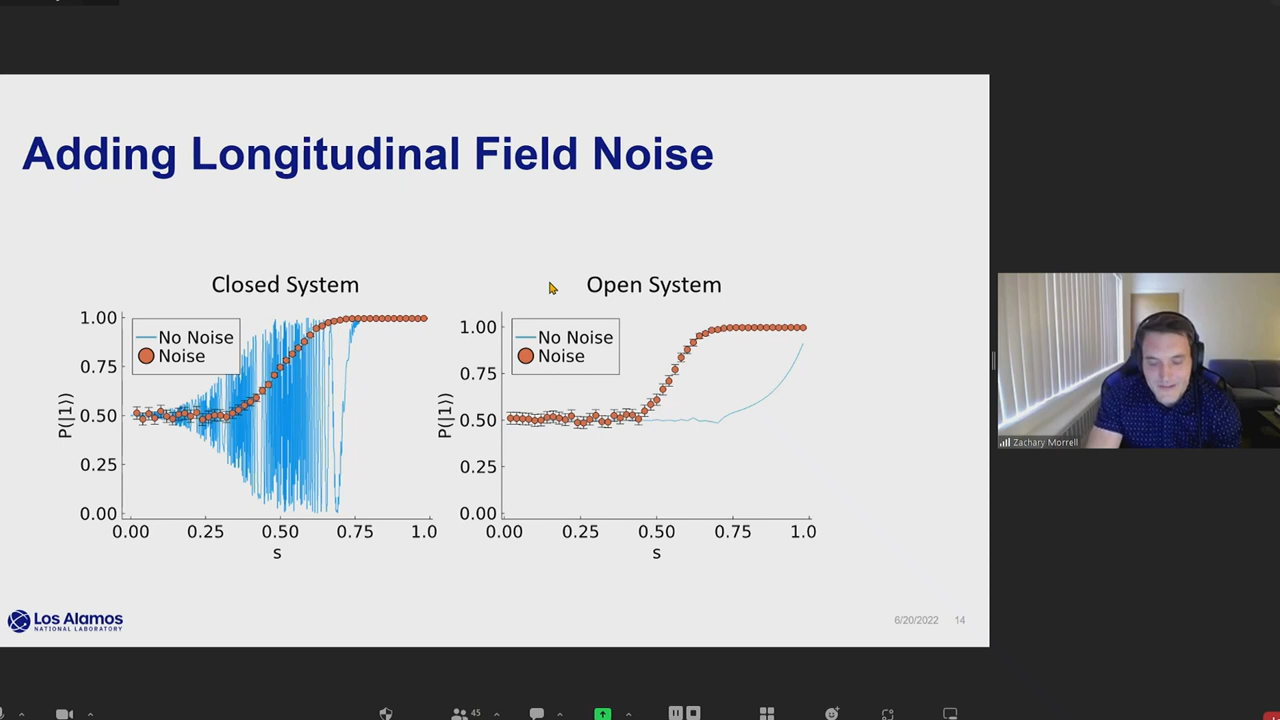 Adding Longitudinal Field Noise
Closed System
Open System
No Noise
Noise
1.00
0.75
0.50
0.25
0.00
P(|1⟩)
0.00 0.25 0.50 0.75 1.0
s
No Noise
Noise
1.00
0.75
0.50
0.25
0.00
P(|1⟩)
0.00 0.25 0.50 0.75 1.0
s
Los Alamos
NATIONAL LABORATORY
6/20/2022 14
Zachary Morrell
45